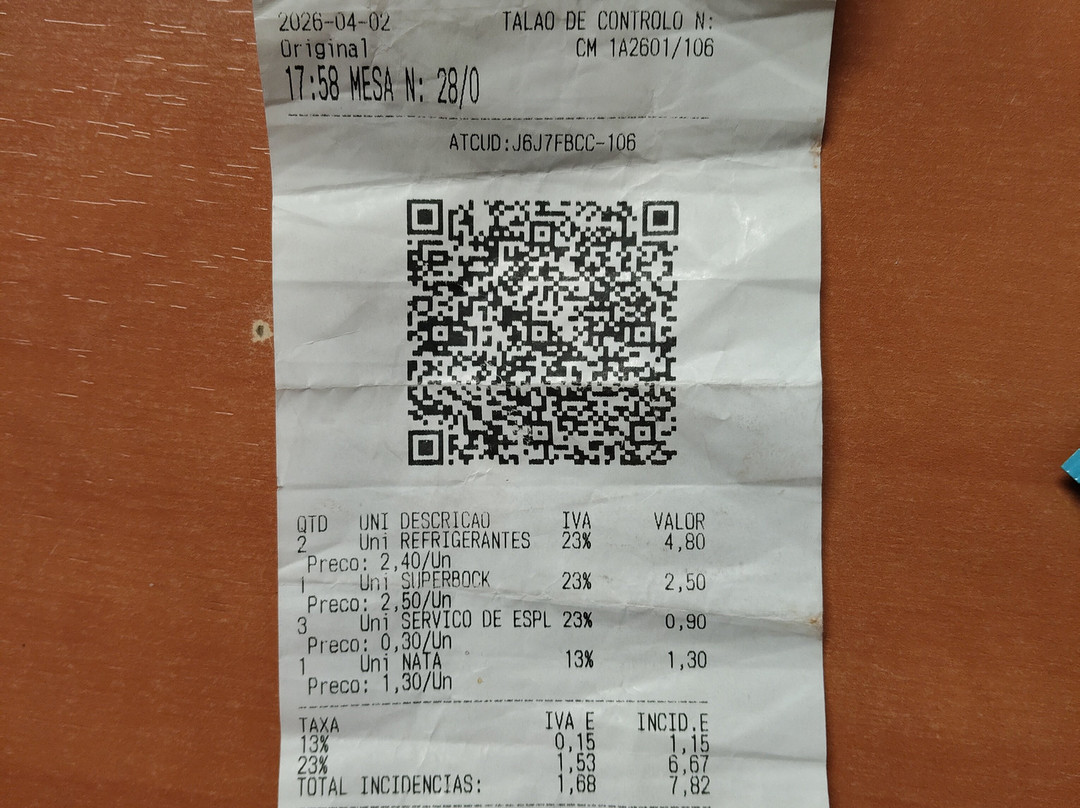 2026-04-02 TALAO DE CONTROLO N:
Original CM 1A2601/106
17:58 MESA N: 28/0
ATCUD:J6J7FBCC-106
QTD UNI DESCRICAO IVA VALOR
2 Uni REFRIGERANTES 23% 4,80
Preco: 2,40/Un
1 Uni SUPERBOCK 23% 2,50
Preco: 2,50/Un
3 Uni SERVICO DE ESPL 23% 0,90
Preco: 0,30/Un
1 Uni NATA 13% 1,30
Preco: 1,30/Un
TAXA IVA E INCID.E
13% 0,15 1,15
23% 1,53 6,67
TOTAL INCIDENCIAS: 1,68 7,82